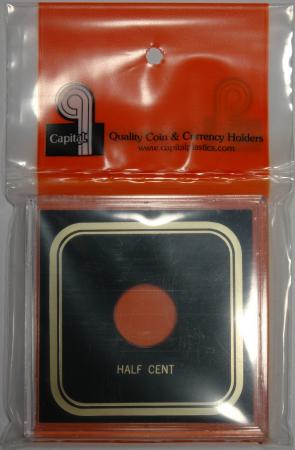 Capital
Quality Coin & Currency Holders
www.capitalplastics.com
HALF CENT